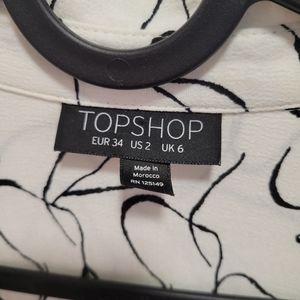 TOPSHOP
EUR 34 US 2 UK 6
Made in
Morocco
RN 125149